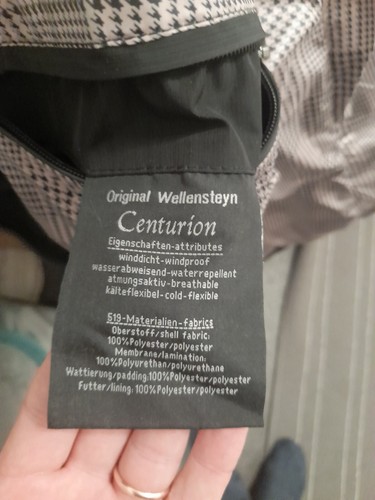 Original Wellensteyn
Centurion
Eigenschaften-attributes
winddicht-windproof
wasserabweisend-waterrepellent
atmungsaktiv-breathable
kälteflexibel-cold-flexible
S19-Materialien-fabrics
Oberstoff/shell fabric:
100%Polyester/polyester
Membrane/lamination:
100%Polyurethan/polyurethane
Wattierung/padding:100%Polyester/polyester
Futter/lining: 100%Polyester/polyester